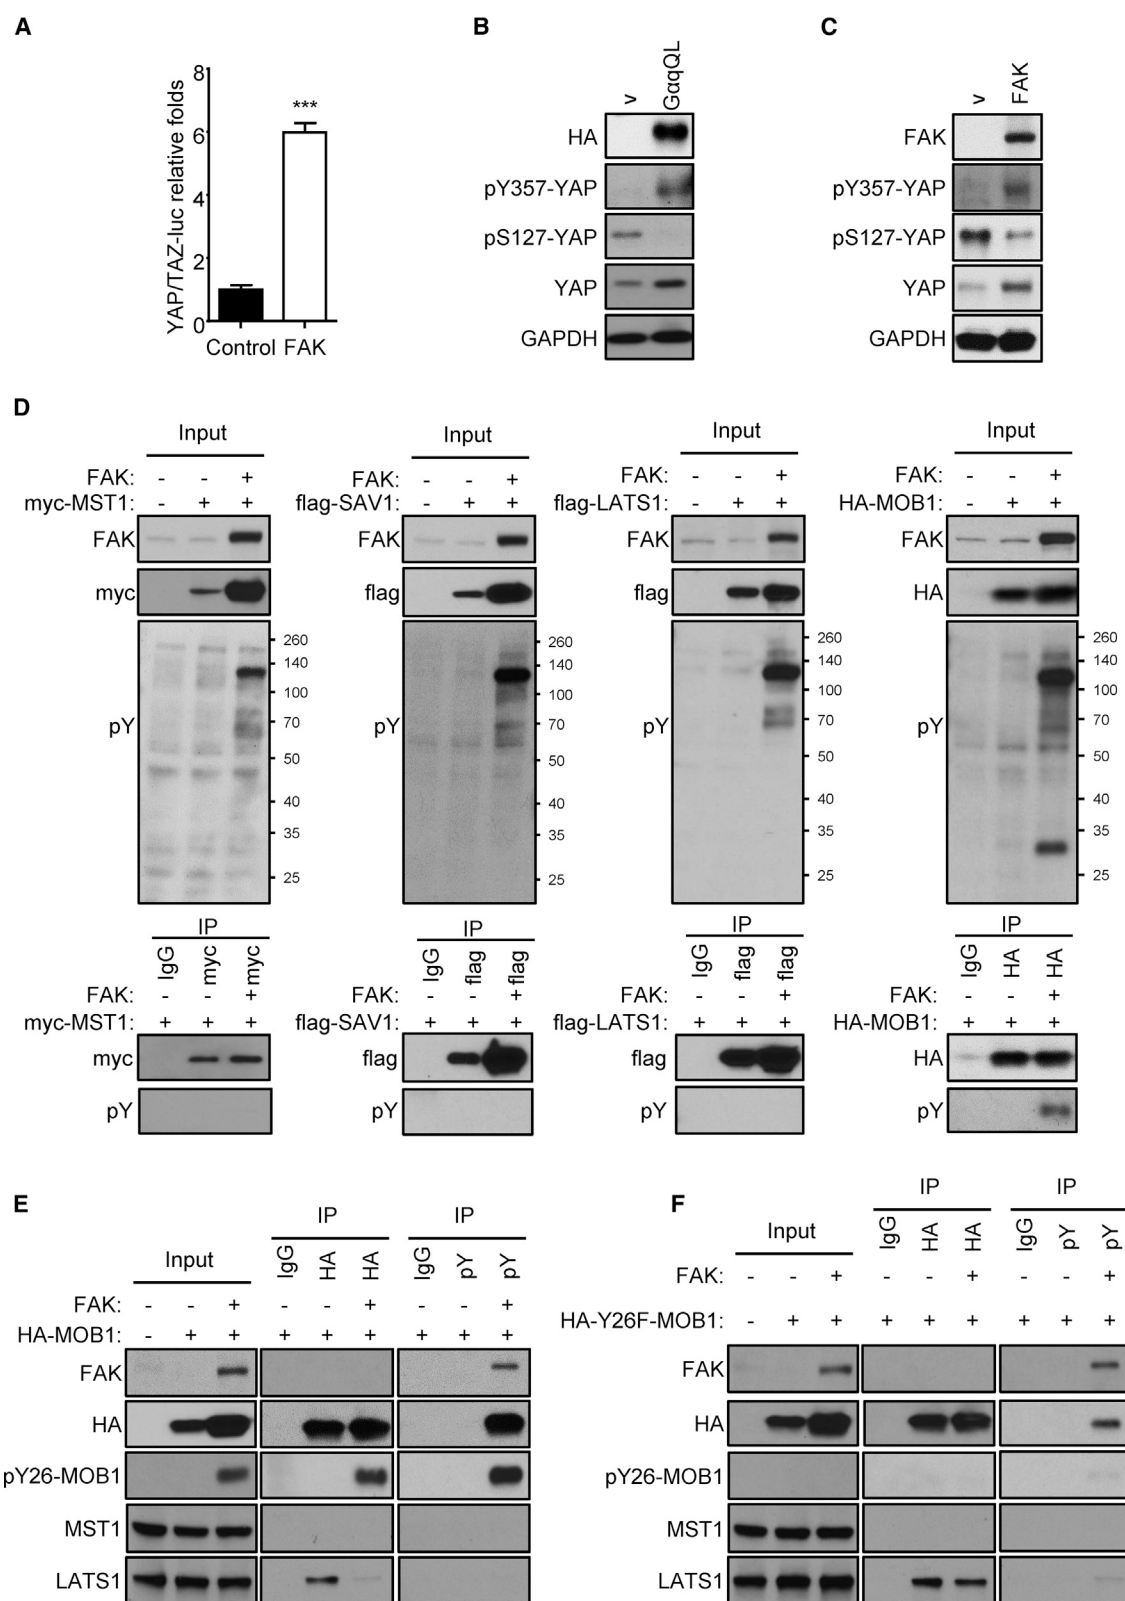 A
YAP/TAZ-luc relative folds
8
6
4
2
0
***
Control FAK
B
v GαqQL
HA
pY357-YAP
pS127-YAP
YAP
GAPDH
C
v FAK
FAK
pY357-YAP
pS127-YAP
YAP
GAPDH
D
Input
FAK: - - +
myc-MST1: - + +
FAK
myc
pY
260
140
100
70
50
40
35
25
IP
IgG myc myc
FAK: - - +
myc-MST1: + + +
myc
pY
Input
FAK: - - +
flag-SAV1: - + +
FAK
flag
pY
260
140
100
70
50
40
35
25
IP
IgG flag flag
FAK: - - +
flag-SAV1: + + +
flag
pY
Input
FAK: - - +
flag-LATS1: - + +
FAK
flag
pY
260
140
100
70
50
40
35
25
IP
IgG flag flag
FAK: - - +
flag-LATS1: + + +
flag
pY
Input
FAK: - - +
HA-MOB1: - + +
FAK
HA
pY
260
140
100
70
50
40
35
25
IP
IgG HA HA
FAK: - - +
HA-MOB1: + + +
HA
pY
E
Input IP IP
IgG HA HA IgG pY pY
FAK: - - + - - + - - +
HA-MOB1: - + + + + + + + +
FAK
HA
pY26-MOB1
MST1
LATS1
F
Input IP IP
IgG HA HA IgG pY pY
FAK: - - + - - + - - +
HA-Y26F-MOB1: - + + + + + + + +
FAK
HA
pY26-MOB1
MST1
LATS1